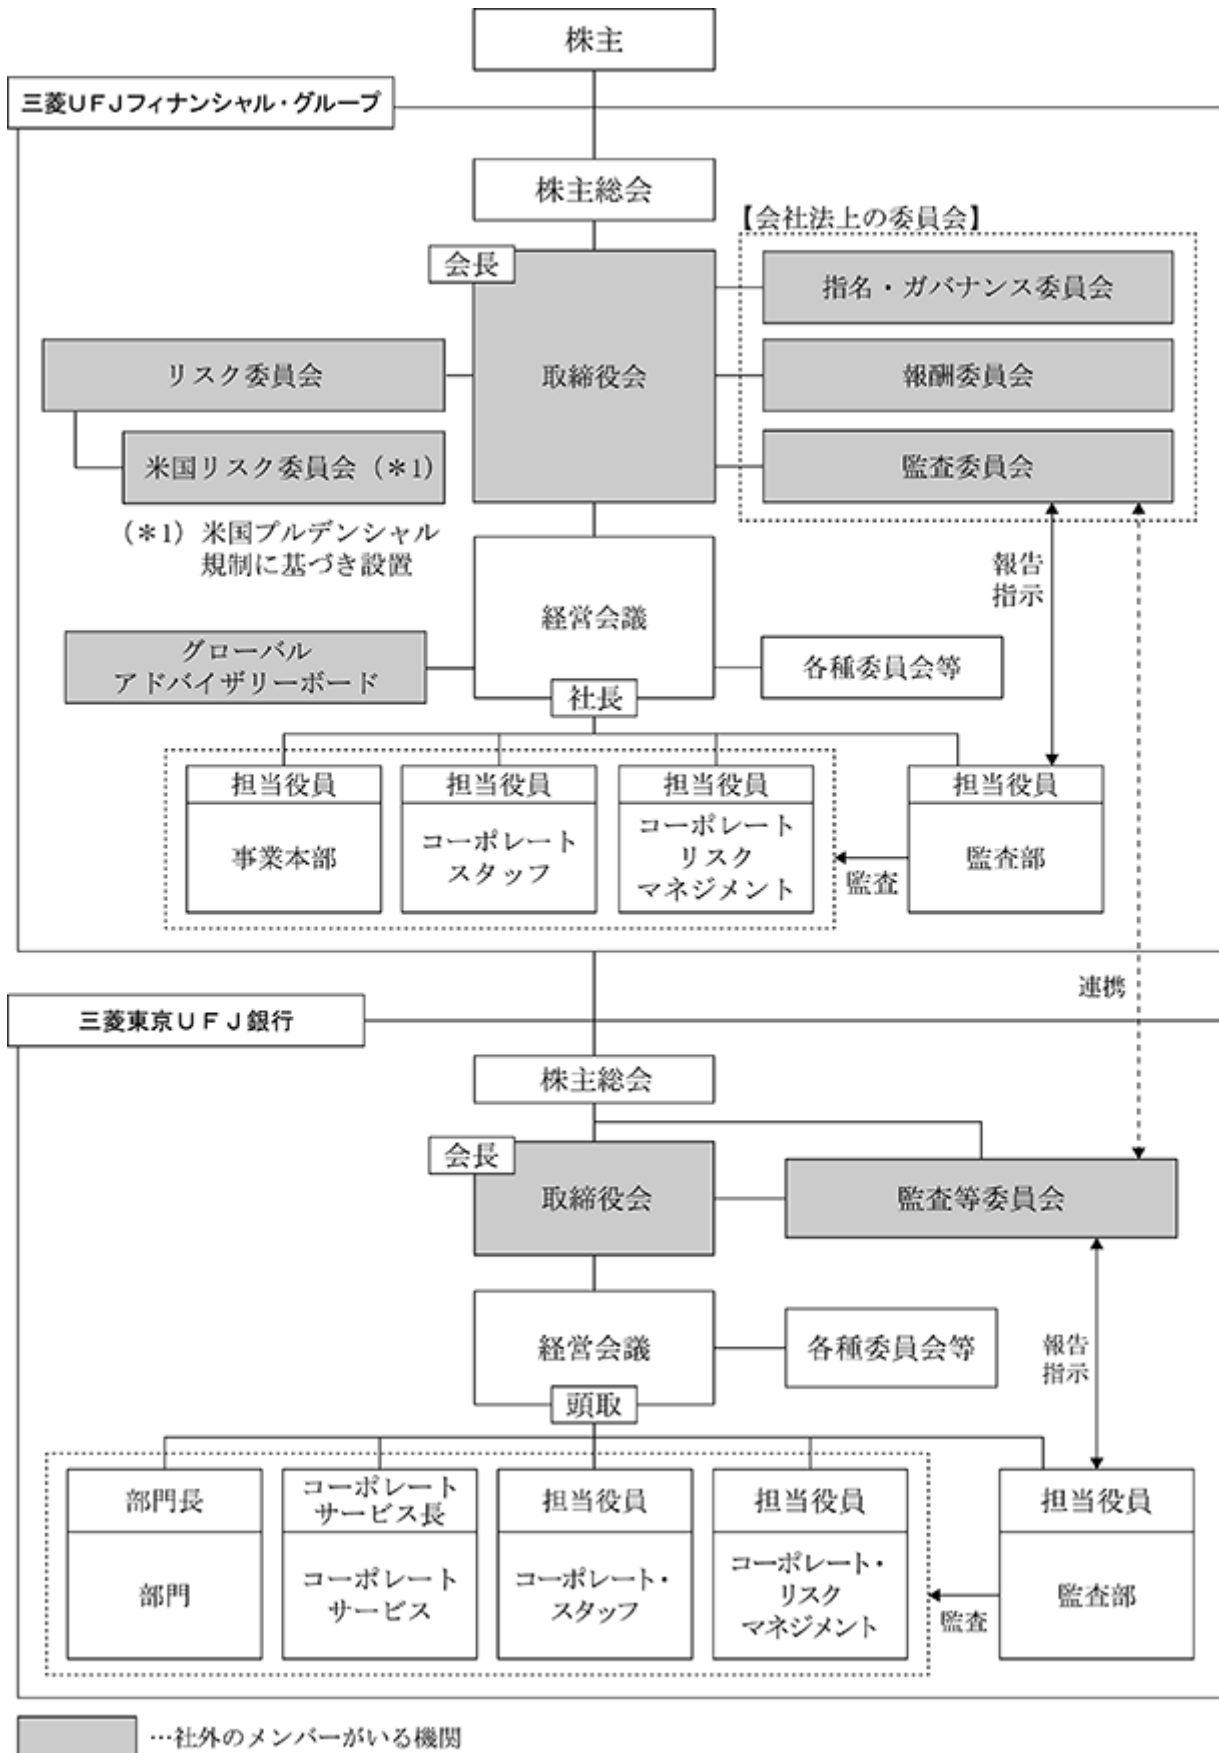 株主
三菱UFJフィナンシャル・グループ
株主総会
【会社法上の委員会】
会長
取締役会
指名・ガバナンス委員会
報酬委員会
監査委員会
リスク委員会
米国リスク委員会（＊1）
（＊1）米国プルデンシャル
規制に基づき設置
報告
指示
経営会議
社長
グローバル
アドバイザリーボード
各種委員会等
担当役員
事業本部
担当役員
コーポレート
スタッフ
担当役員
コーポレート
リスク
マネジメント
監査
担当役員
監査部
連携
三菱東京ＵＦＪ銀行
株主総会
会長
取締役会
監査等委員会
経営会議
頭取
各種委員会等
報告
指示
部門長
部門
コーポレート
サービス長
コーポレート
サービス
担当役員
コーポレート・
スタッフ
担当役員
コーポレート・
リスク
マネジメント
監査
担当役員
監査部
…社外のメンバーがいる機関